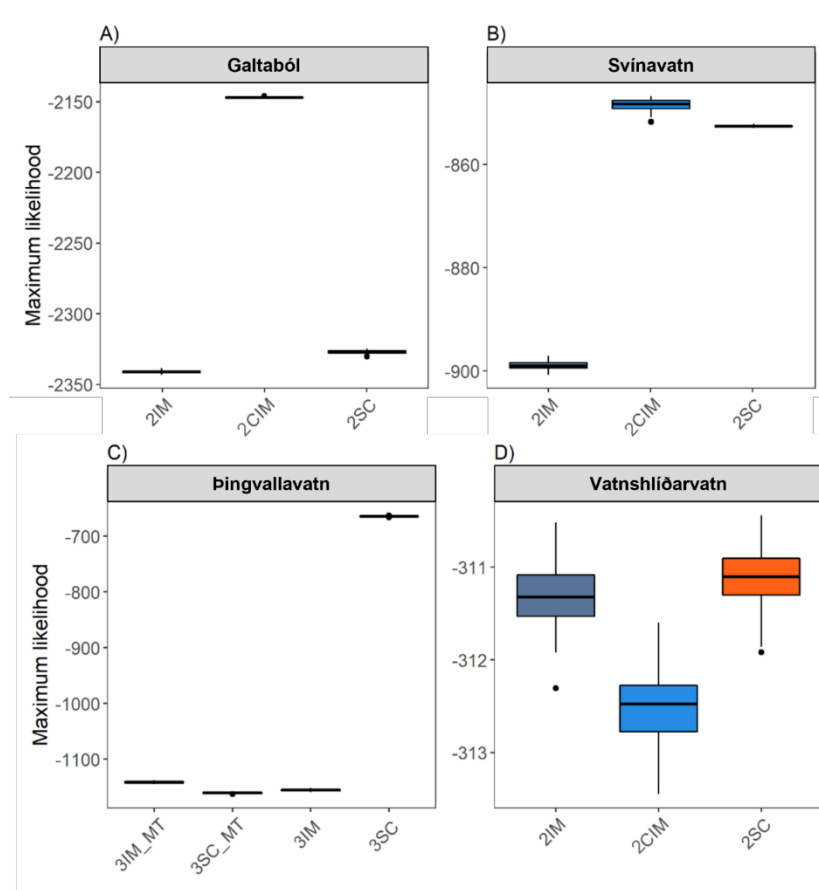 A)
Galtaból
Maximum likelihood
-2150
-2200
-2250
-2300
-2350
2IM
2CIM
2SC
B)
Svínavatn
-860
-880
-900
2IM
2CIM
2SC
C)
Þingvallavatn
Maximum likelihood
-700
-800
-900
-1000
-1100
3IM_MT
3SC_MT
3IM
3SC
D)
Vatnshlíðarvatn
-311
-312
-313
2IM
2CIM
2SC